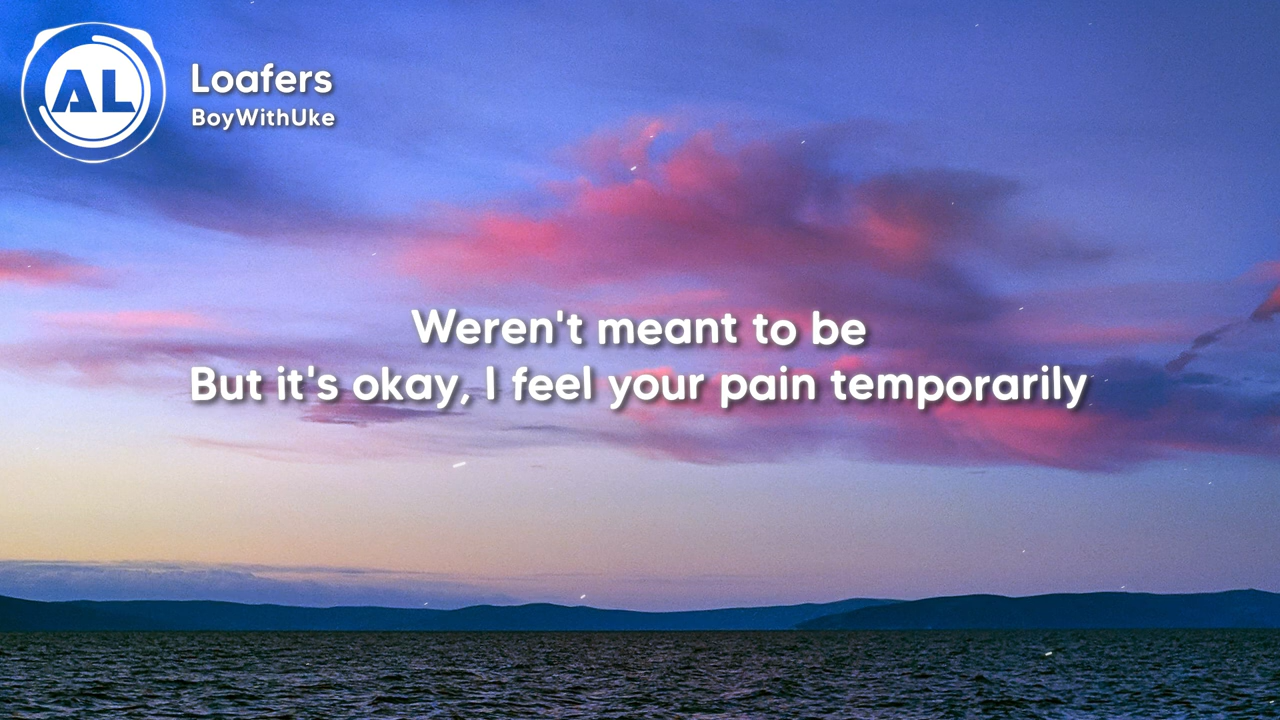 AL
Loafers
BoyWithUke
Weren't meant to be
But it's okay, I feel your pain temporarily